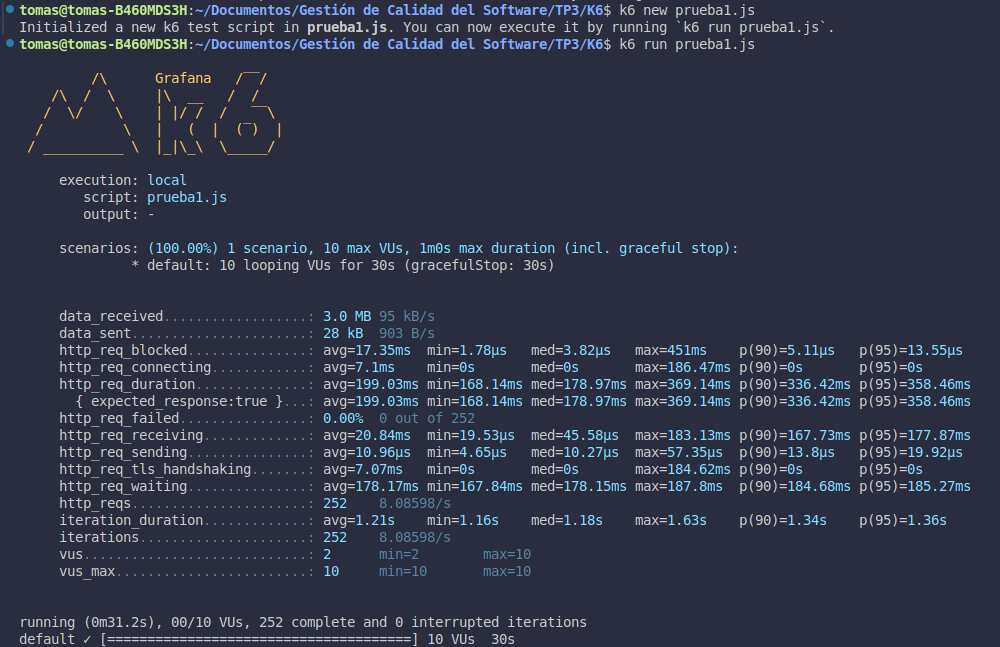 tomas@tomas-B460MDS3H:~/Documentos/Gestión de Calidad del Software/TP3/K6$ k6 new prueba1.js
Initialized a new k6 test script in prueba1.js. You can now execute it by running `k6 run prueba1.js`.
tomas@tomas-B460MDS3H:~/Documentos/Gestión de Calidad del Software/TP3/K6$ k6 run prueba1.js
         /\      Grafana   /‾‾/
    /\  /  \     |\  __   /  /
   /  \/    \    | |/ /  /   ‾‾\
  /          \   |   (  |  (‾)  |
 / __________ \  |_|\_\  \_____/
     execution: local
        script: prueba1.js
        output: -
     scenarios: (100.00%) 1 scenario, 10 max VUs, 1m0s max duration (incl. graceful stop):
              * default: 10 looping VUs for 30s (gracefulStop: 30s)
     data_received..................: 3.0 MB 95 kB/s
     data_sent......................: 28 kB  903 B/s
     http_req_blocked...............: avg=17.35ms  min=1.78µs   med=3.82µs   max=451ms    p(90)=5.11µs   p(95)=13.55µs
     http_req_connecting............: avg=7.1ms    min=0s       med=0s       max=186.47ms p(90)=0s       p(95)=0s
     http_req_duration..............: avg=199.03ms min=168.14ms med=178.97ms max=369.14ms p(90)=336.42ms p(95)=358.46ms
       { expected_response:true }...: avg=199.03ms min=168.14ms med=178.97ms max=369.14ms p(90)=336.42ms p(95)=358.46ms
     http_req_failed................: 0.00%  0 out of 252
     http_req_receiving.............: avg=20.84ms  min=19.53µs  med=45.58µs  max=183.13ms p(90)=167.73ms p(95)=177.87ms
     http_req_sending...............: avg=10.96µs  min=4.65µs   med=10.27µs  max=57.35µs  p(90)=13.8µs   p(95)=19.92µs
     http_req_tls_handshaking.......: avg=7.07ms   min=0s       med=0s       max=184.62ms p(90)=0s       p(95)=0s
     http_req_waiting...............: avg=178.17ms min=167.84ms med=178.15ms max=187.8ms  p(90)=184.68ms p(95)=185.27ms
     http_reqs......................: 252    8.08598/s
     iteration_duration.............: avg=1.21s    min=1.16s    med=1.18s    max=1.63s    p(90)=1.34s    p(95)=1.36s
     iterations.....................: 252    8.08598/s
     vus............................: 2      min=2        max=10
     vus_max........................: 10     min=10       max=10
running (0m31.2s), 00/10 VUs, 252 complete and 0 interrupted iterations
default ✓ [======================================] 10 VUs  30s